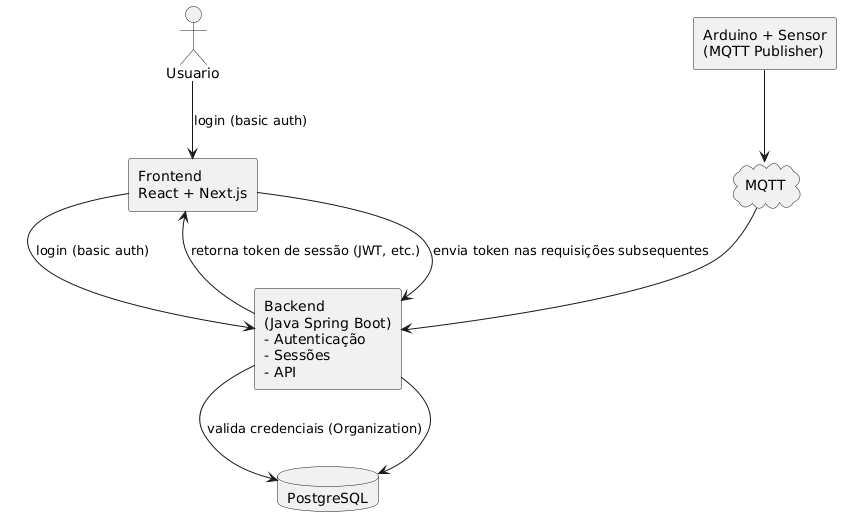 Arduino + Sensor
(MQTT Publisher)
Usuario
login (basic auth)
Frontend
React + Next.js
MQTT
login (basic auth)
retorna token de sessão (JWT, etc.)
envia token nas requisições subsequentes
Backend
(Java Spring Boot)
- Autenticação
- Sessões
- API
valida credenciais (Organization)
PostgreSQL